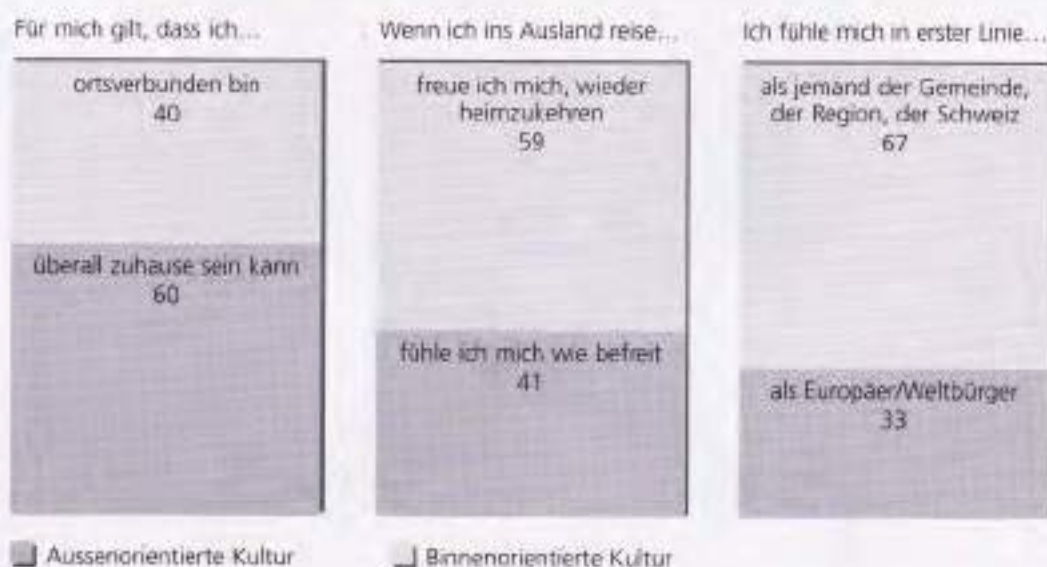 Für mich gilt, dass ich...
ortsverbunden bin
40
überall zuhause sein kann
60
Wenn ich ins Ausland reise...
freue ich mich, wieder
heimzukehren
59
fühle ich mich wie befreit
41
Ich fühle mich in erster Linie...
als jemand der Gemeinde,
der Region, der Schweiz
67
als Europäer/Weltbürger
33
Aussenorientierte Kultur
Binnenorientierte Kultur